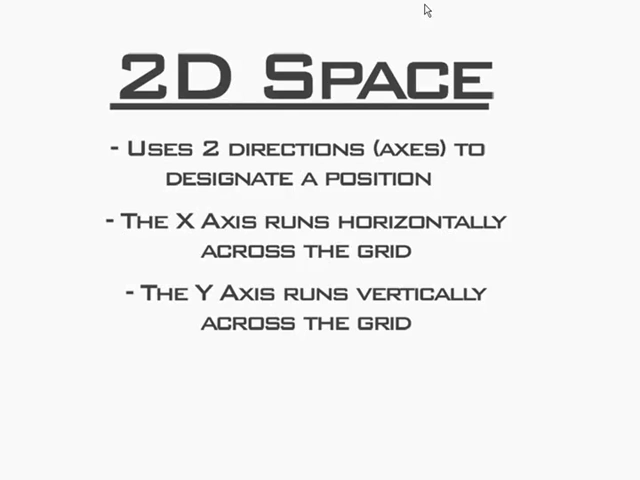 2D Space
- Uses 2 directions (axes) to
designate a position
- The X Axis runs horizontally
across the grid
- The Y Axis runs vertically
across the grid